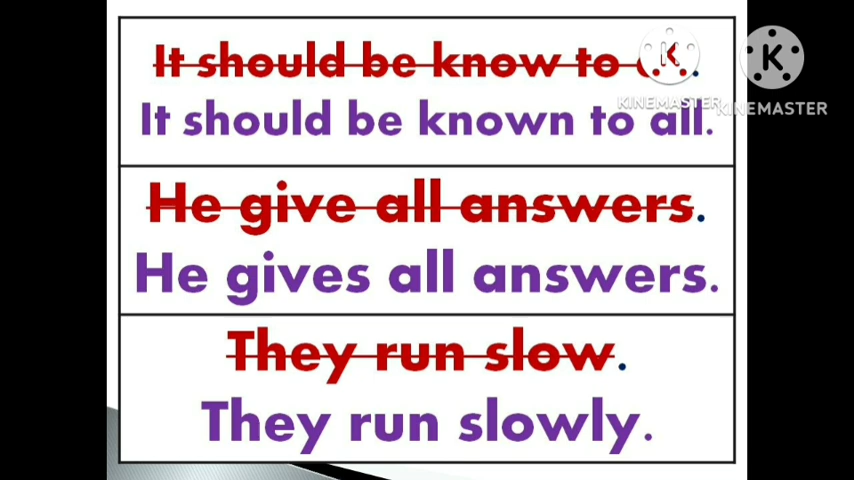 It should be know to a.
KINEMASTER
KINEMASTER
It should be known to all.
He give all answers.
He gives all answers.
They run slow.
They run slowly.